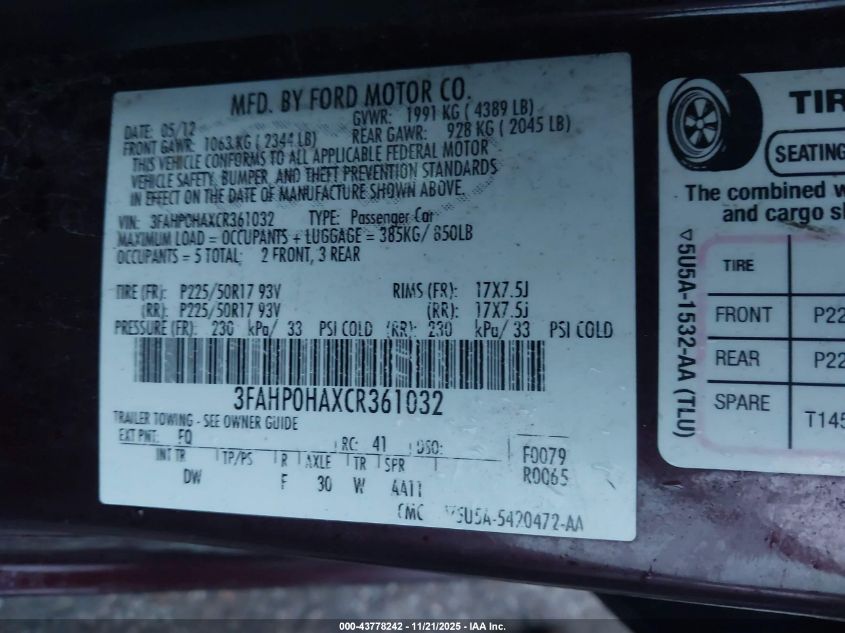 MFD. BY FORD MOTOR CO.
DATE: 05/12 GVWR: 1991 KG ( 4389 LB)
FRONT GAWR: 1063 KG ( 2344 LB) REAR GAWR: 928 KG ( 2045 LB)
THIS VEHICLE CONFORMS TO ALL APPLICABLE FEDERAL MOTOR
VEHICLE SAFETY, BUMPER, AND THEFT PREVENTION STANDARDS
IN EFFECT ON THE DATE OF MANUFACTURE SHOWN ABOVE.
VIN: 3FAHP0HAXCR361032 TYPE: Passenger Car
MAXIMUM LOAD = OCCUPANTS + LUGGAGE = 385KG/ 850LB
OCCUPANTS = 5 TOTAL: 2 FRONT, 3 REAR
TIRE (FR): P225/50R17 93V RIMS (FR): 17X7.5J
(RR): P225/50R17 93V (RR): 17X7.5J
PRESSURE (FR): 230 kPa/ 33 PSI COLD (RR): 230 kPa/ 33 PSI COLD
3FAHP0HAXCR361032
TRAILER TOWING - SEE OWNER GUIDE
EXT PNT: FQ RC: 41 DSO: F0079
INT TR TP/PS R AXLE TR SPR R0065
DW F 30 W 4A11
CMC 5U5A-5420472-AA
TIR
SEATING
The combined w
and cargo sh
5U5A-1532-AA (TLU)
TIRE
FRONT P22
REAR P22
SPARE T145
000-43778242 - 11/21/2025 - IAA Inc.